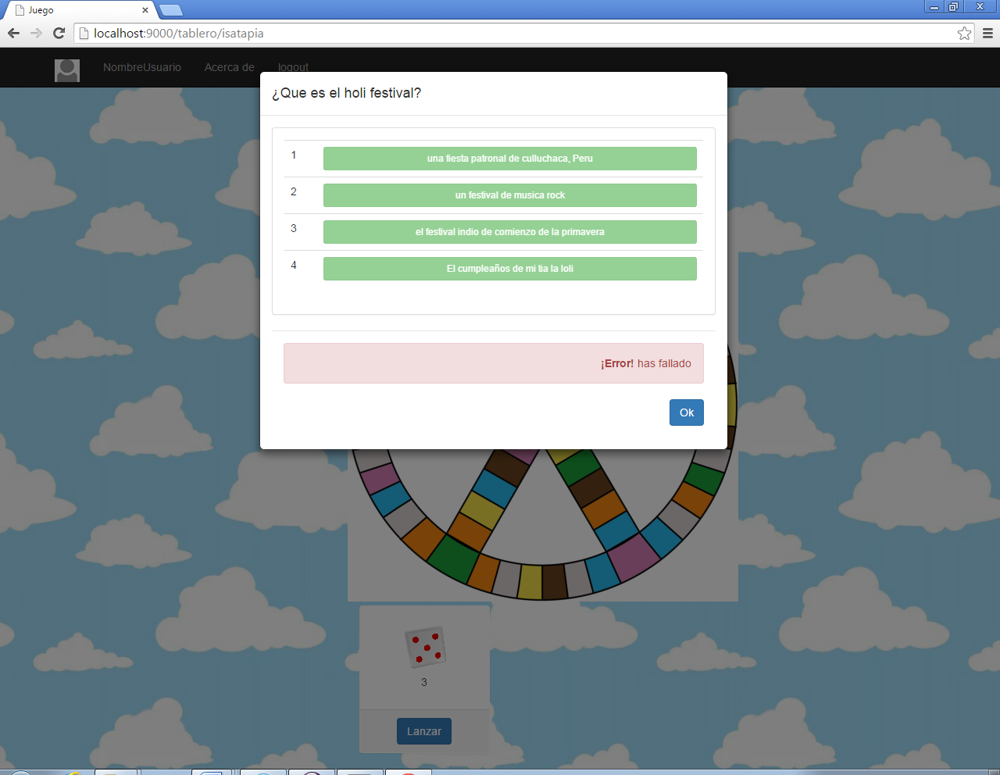 Juego
localhost:9000/tablero/isatapia
NombreUsuario Acerca de logout
¿Que es el holi festival?
1 una fiesta patronal de culluchaca, Peru
2 un festival de musica rock
3 el festival indio de comienzo de la primavera
4 El cumpleaños de mi tia la loli
¡Error! has fallado
Ok
3
Lanzar